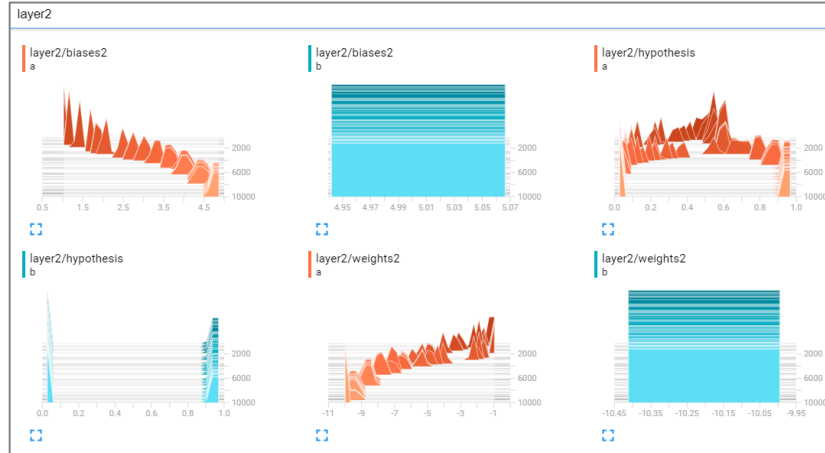 layer2
layer2/biases2
a
2000
6000
10000
0.5 1.5 2.5 3.5 4.5
layer2/biases2
b
4.95 4.97 4.99 5.01 5.03 5.05 5.07
layer2/hypothesis
a
2000
6000
10000
0.0 0.2 0.4 0.6 0.8 1.0
layer2/hypothesis
b
2000
6000
10000
0.0 0.2 0.4 0.6 0.8 1.0
layer2/weights2
a
2000
6000
10000
-11 -9 -7 -5 -3 -1
layer2/weights2
b
2000
6000
10000
-10.45 -10.35 -10.25 -10.15 -10.05 -9.95